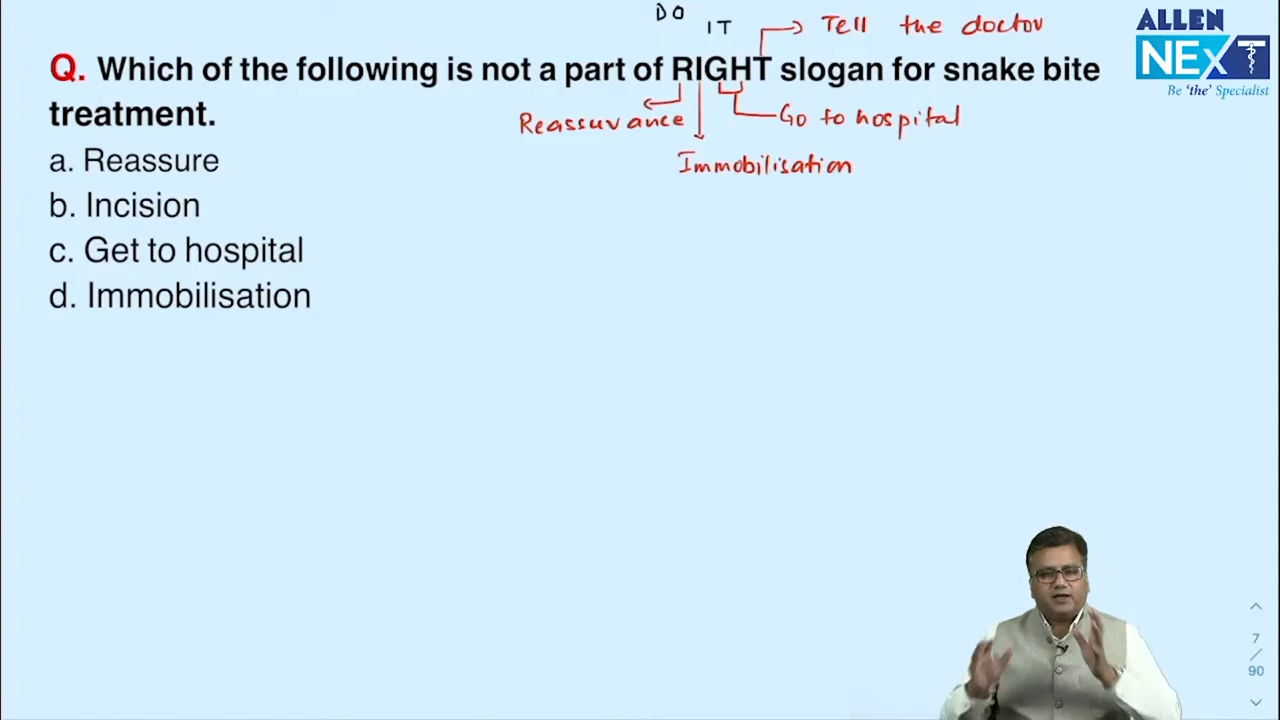 DO
IT
Tell the doctor
ALLEN
NEXT
Be 'the' Specialist
Q. Which of the following is not a part of RIGHT slogan for snake bite
treatment.
Reassuvance
Go to hospital
Immobilisation
a. Reassure
b. Incision
c. Get to hospital
d. Immobilisation
7
/
90